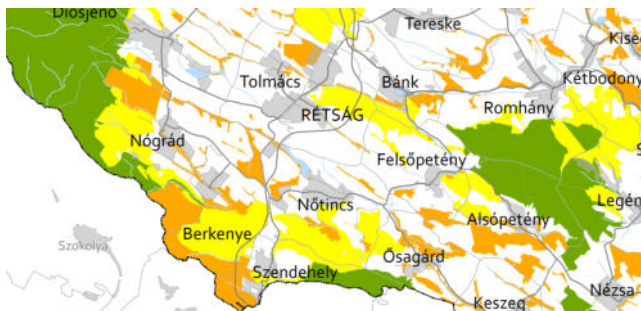 Diósjenő
Tereske
Kise
Tolmács
Bánk
Kétbodony
RÉTSÁG
Romhány
Nógrád
Felsőpetény
S
Legén
Nőtincs
Alsópetény
Berkenye
Szokolya
Ősagárd
Szendehely
Nézsa
Keszeg